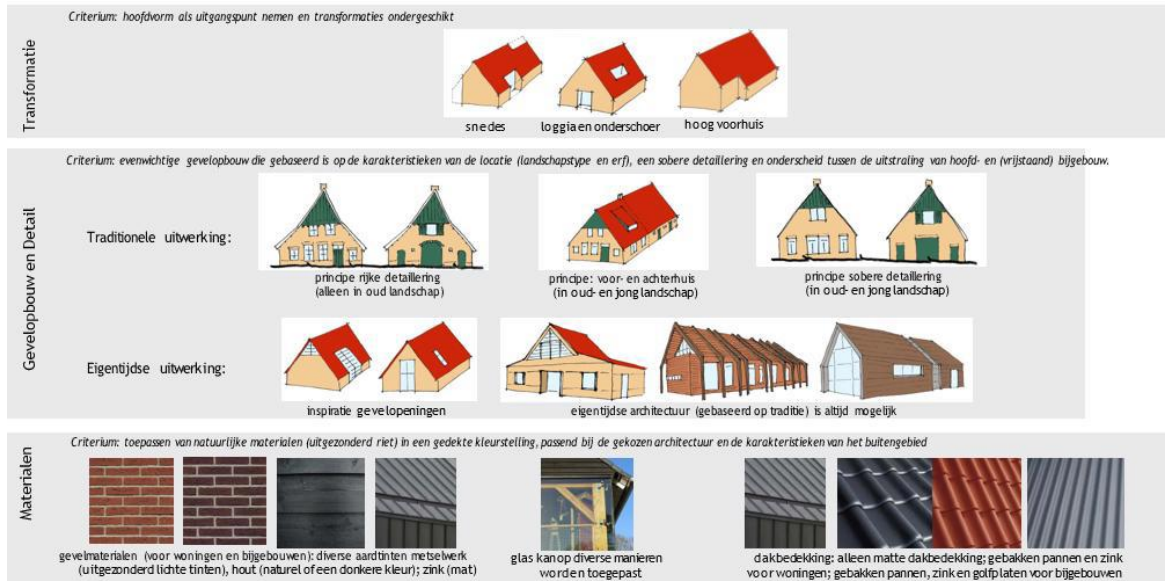 Criterium: hoofdvorm als uitgangspunt nemen en transformaties ondergeschikt
Transformatie
snedes
loggia en onderschoer
hoog voorhuis
Criterium: evenwichtige gevelopbouw die gebaseerd is op de karakteristieken van de locatie (landschapstype en erf), een sobere detaillering en onderscheid tussen de uitstraling van hoofd- en (vrijstaand) bijgebouw.
Gevelopbouw en Detail
Traditionele uitwerking:
principe rijke detaillering
(alleen in oud landschap)
principe: voor- en achterhuis
(in oud- en jong landschap)
principe sobere detaillering
(in oud- en jong landschap)
Eigentijdse uitwerking:
inspiratie gevelopeningen
eigentijdse architectuur (gebaseerd op traditie) is altijd mogelijk
Criterium: toepassen van natuurlijke materialen (uitgezonderd riet) in een gedekte kleurstelling, passend bij de gekozen architectuur en de karakteristieken van het buitengebied
Materialen
gevelmaterialen (voor woningen en bijgebouwen): diverse aardtinten metselwerk
(uitgezonderd lichte tinten), hout (naturel of een donkere kleur); zink (mat)
glas kan op diverse manieren
worden toegepast
dakbedekking: alleen matte dakbedekking; gebakken pannen en zink
voor woningen; gebakken pannen, zink en golfplaten voor bijgebouwen